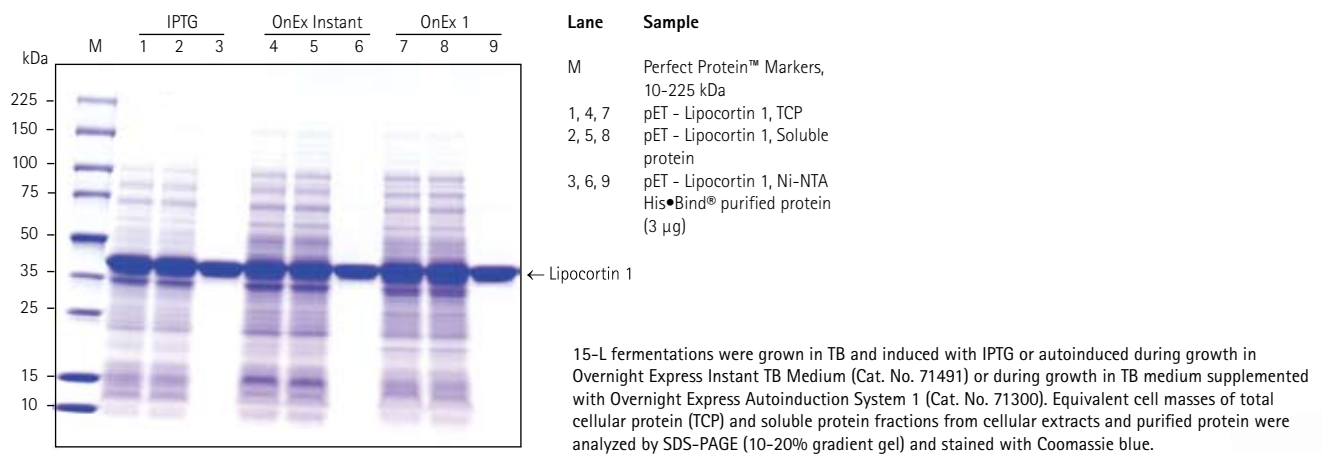 IPTG OnEx Instant OnEx 1
M 1 2 3 4 5 6 7 8 9
kDa
225
150
100
75
50
35
25
15
10
← Lipocortin 1
Lane Sample
M Perfect Protein™ Markers,
10-225 kDa
1, 4, 7 pET - Lipocortin 1, TCP
2, 5, 8 pET - Lipocortin 1, Soluble
protein
3, 6, 9 pET - Lipocortin 1, Ni-NTA
His•Bind® purified protein
(3 μg)
15-L fermentations were grown in TB and induced with IPTG or autoinduced during growth in
Overnight Express Instant TB Medium (Cat. No. 71491) or during growth in TB medium supplemented
with Overnight Express Autoinduction System 1 (Cat. No. 71300). Equivalent cell masses of total
cellular protein (TCP) and soluble protein fractions from cellular extracts and purified protein were
analyzed by SDS-PAGE (10-20% gradient gel) and stained with Coomassie blue.